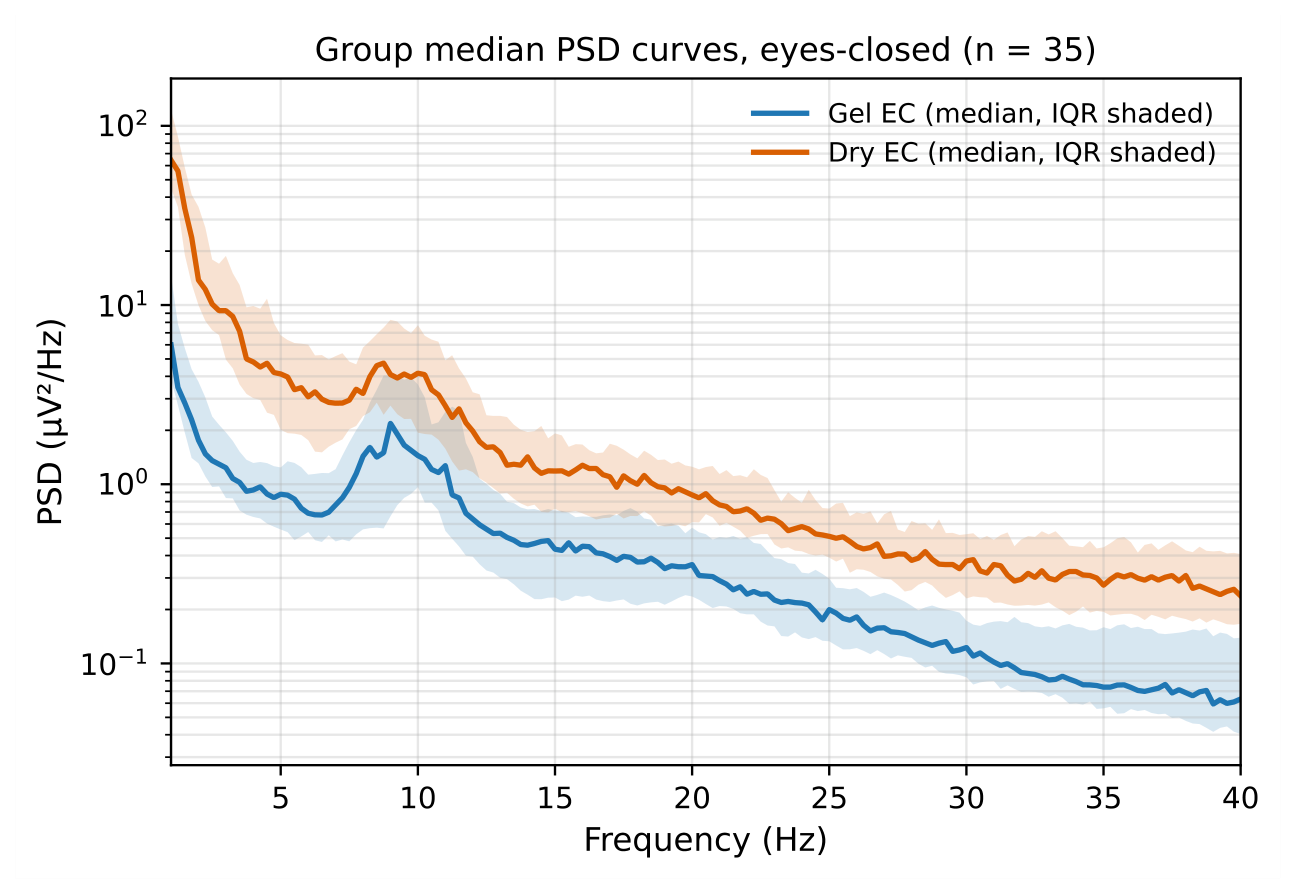 Group median PSD curves, eyes-closed (n = 35)
Gel EC (median, IQR shaded)
Dry EC (median, IQR shaded)
PSD (µV²/Hz)
10²
10¹
10⁰
10⁻¹
5 10 15 20 25 30 35 40
Frequency (Hz)